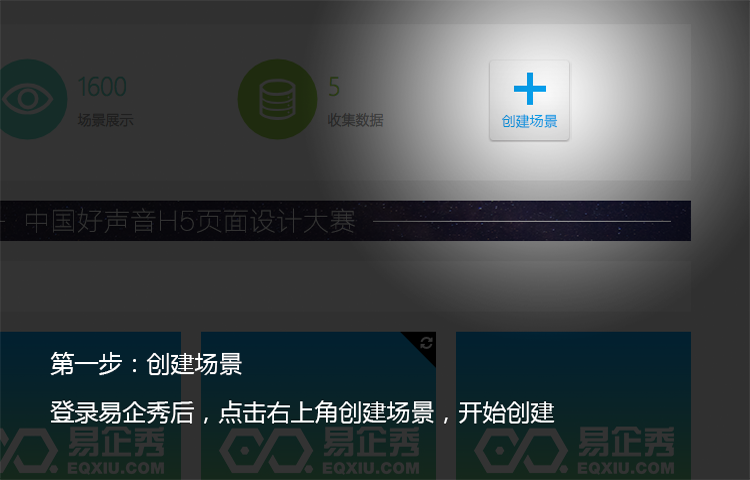 1600
场景展示
5
收集数据
创建场景
中国好声音H5页面设计大赛
第一步：创建场景
登录易企秀后，点击右上角创建场景，开始创建
易企秀
EQXIU.COM
易企秀
EQXIU.COM
易企秀
EQXIU.COM